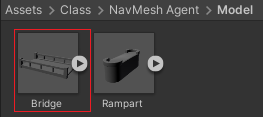 Assets > Class > NavMesh Agent > Model
Bridge
Rampart